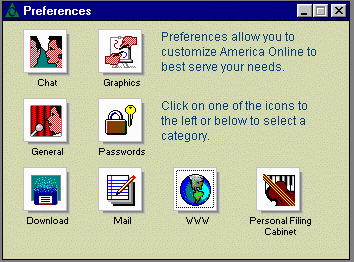 Preferences
Preferences allow you to
customize America Online to
best serve your needs.
Chat
Graphics
Click on one of the icons to
the left or below to select a
category.
General
Passwords
Download
Mail
WWW
Personal Filing
Cabinet